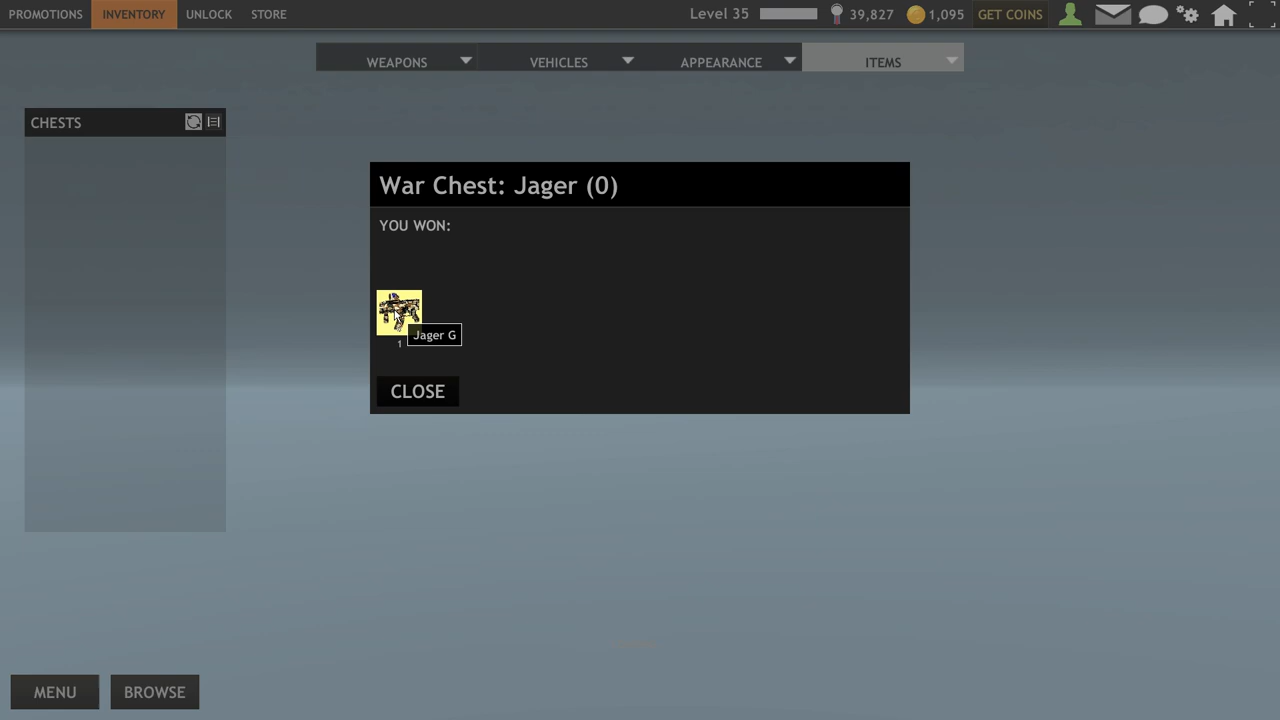 PROMOTIONS INVENTORY UNLOCK STORE Level 35 39,827 1,095 GET COINS
WEAPONS VEHICLES APPEARANCE ITEMS
CHESTS
War Chest: Jager (0)
YOU WON:
Jager G
1
CLOSE
MENU BROWSE